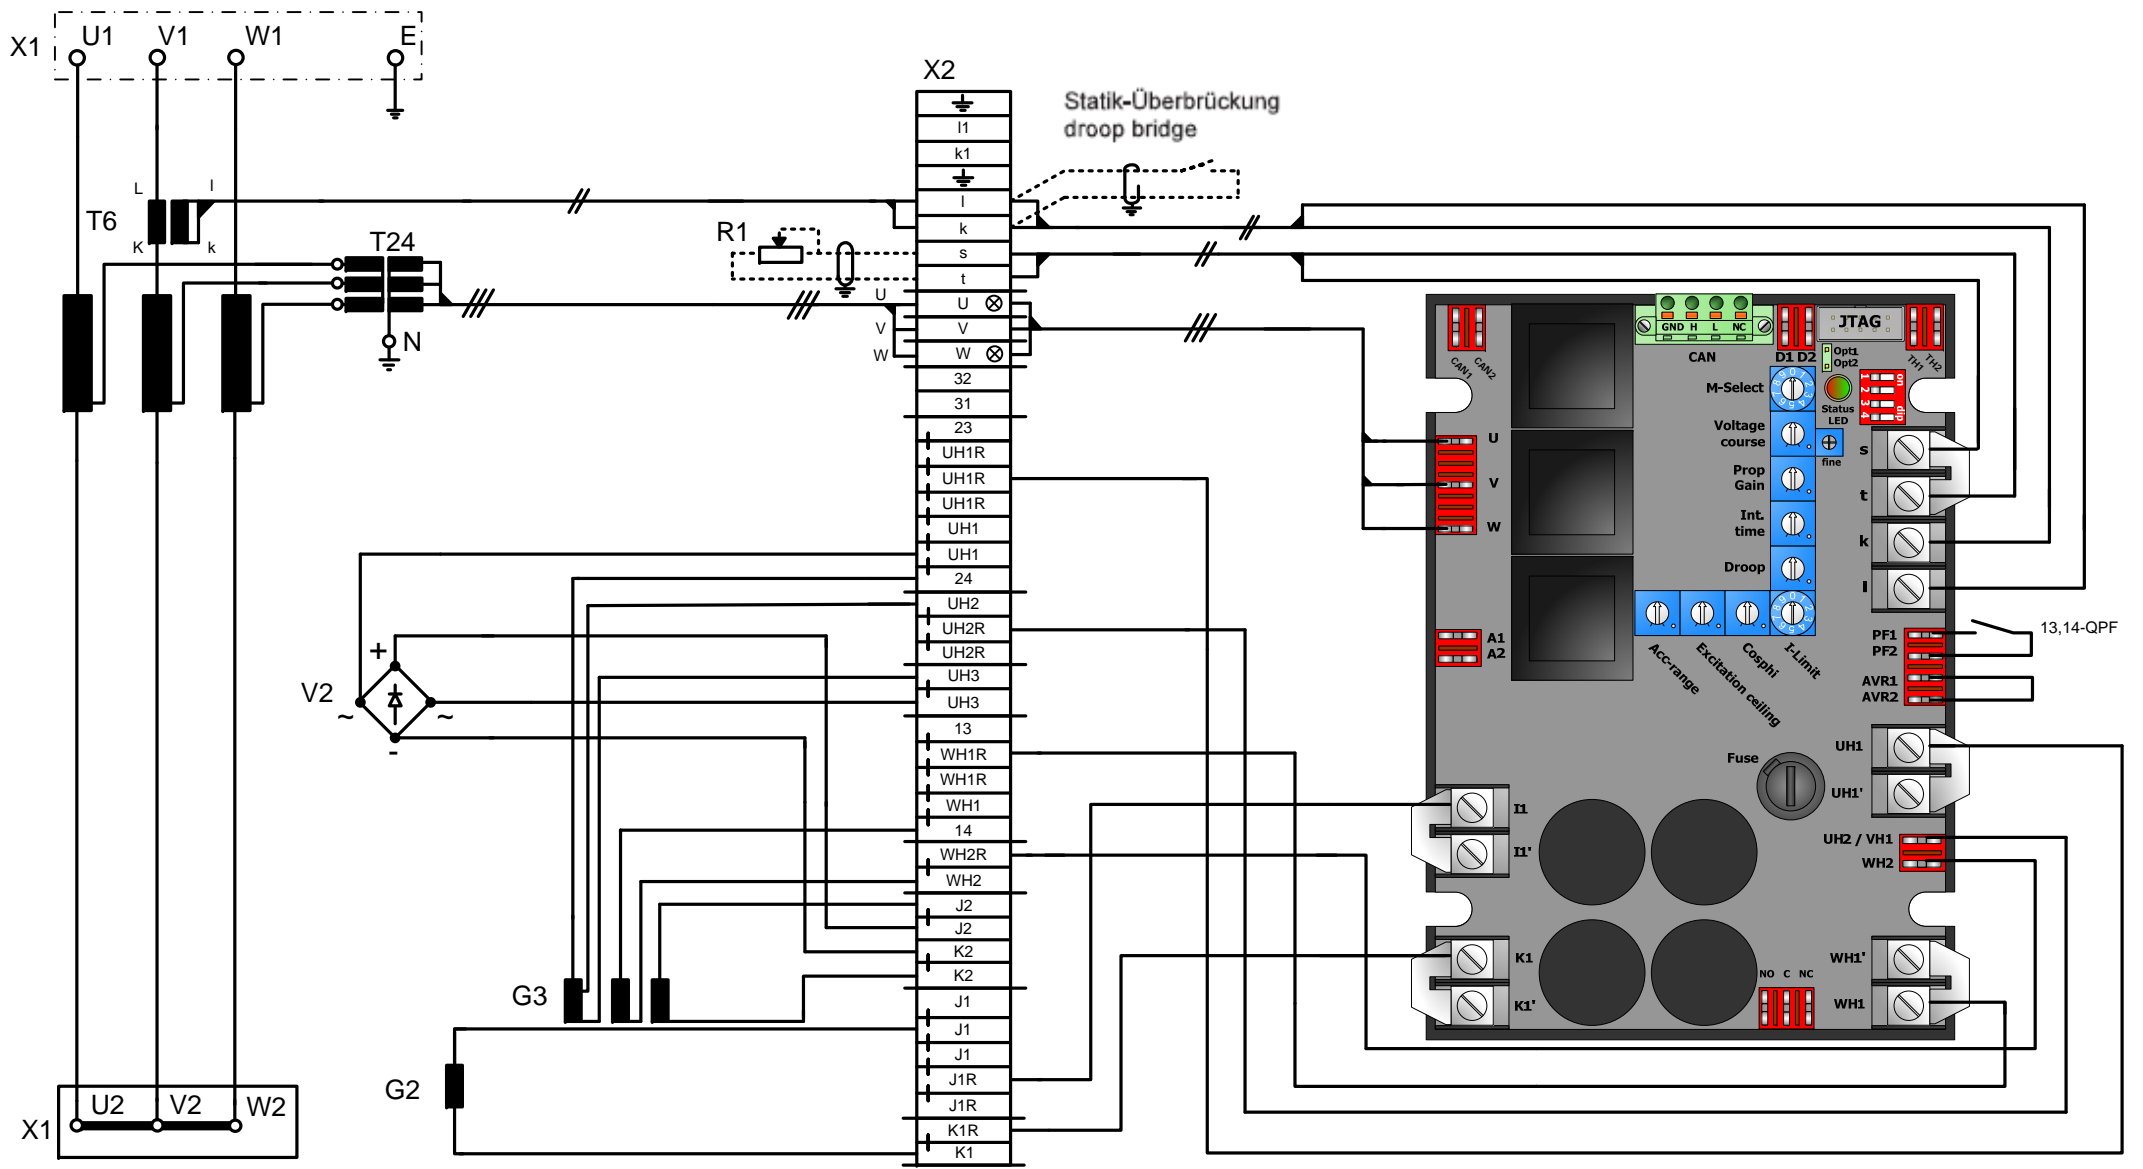 X1
U1
V1
W1
E
X2
Statik-Überbrückung
droop bridge
I1
k1
l
k
s
t
U
V
W
32
31
23
UH1R
UH1R
UH1R
UH1
UH1
24
UH2
UH2R
UH2R
UH3
UH3
13
WH1R
WH1R
WH1
14
WH2R
WH2
J2
J2
K2
K2
J1
J1
J1
J1R
J1R
K1R
K1
L
l
T6
K
k
T24
R1
N
U
V
W
V2
+
-
~
~
G3
G2
X1
U2
V2
W2
CAN1
CAN2
GND H L NC
CAN
D1 D2
JTAG
Opt1
Opt2
TH1
TH2
M-Select
Status
LED
on
1 2 3 4
dip
Voltage
course
fine
Prop
Gain
Int.
time
Droop
Acc-range
Excitation ceiling
Cosphi
I-Limit
U
V
W
A1
A2
s
t
k
l
PF1
PF2
AVR1
AVR2
13,14-QPF
Fuse
UH1
UH1'
UH2 / VH1
WH2
I1
I1'
K1
K1'
NO C NC
WH1'
WH1